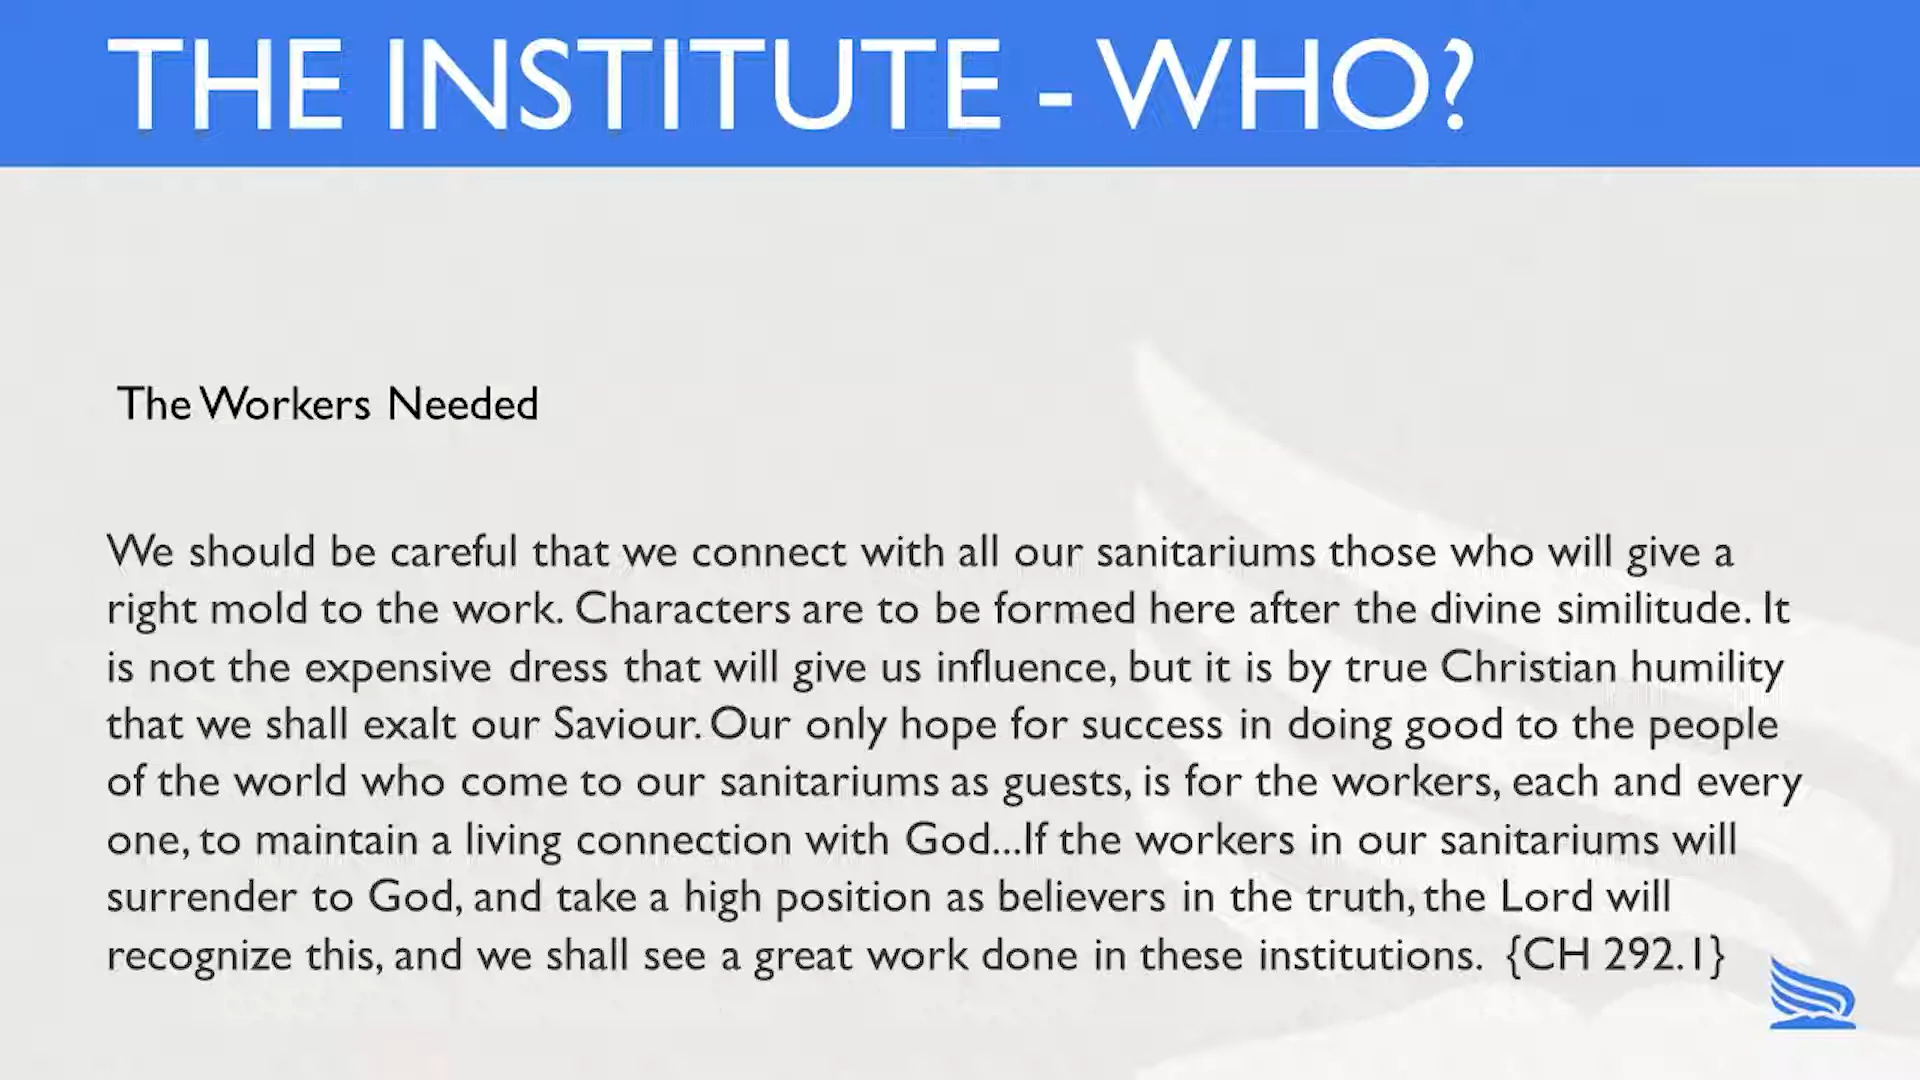 THE INSTITUTE - WHO?
The Workers Needed
We should be careful that we connect with all our sanitariums those who will give a
right mold to the work. Characters are to be formed here after the divine similitude. It
is not the expensive dress that will give us influence, but it is by true Christian humility
that we shall exalt our Saviour. Our only hope for success in doing good to the people
of the world who come to our sanitariums as guests, is for the workers, each and every
one, to maintain a living connection with God...If the workers in our sanitariums will
surrender to God, and take a high position as believers in the truth, the Lord will
recognize this, and we shall see a great work done in these institutions. {CH 292.1}